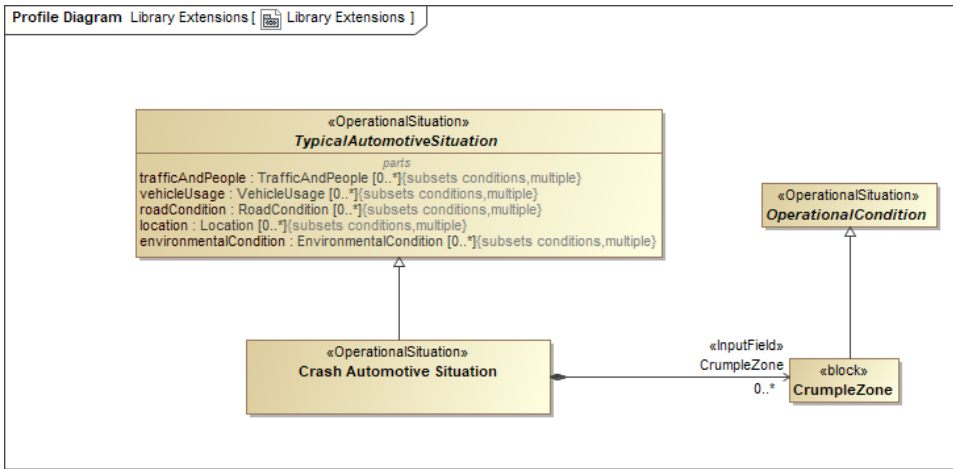 Profile Diagram Library Extensions [ Library Extensions ]
«OperationalSituation»
TypicalAutomotiveSituation
parts
trafficAndPeople : TrafficAndPeople [0..*]{subsets conditions,multiple}
vehicleUsage : VehicleUsage [0..*]{subsets conditions,multiple}
roadCondition : RoadCondition [0..*]{subsets conditions,multiple}
location : Location [0..*]{subsets conditions,multiple}
environmentalCondition : EnvironmentalCondition [0..*]{subsets conditions,multiple}
«OperationalSituation»
OperationalCondition
«OperationalSituation»
Crash Automotive Situation
«InputField»
CrumpleZone
0..*
«block»
CrumpleZone